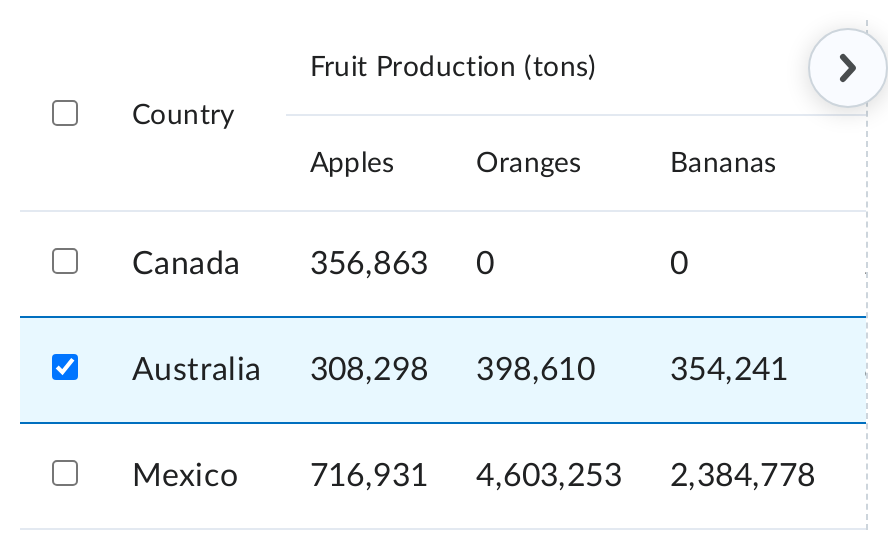 Fruit Production (tons)
Country
Apples Oranges Bananas
Canada 356,863 0 0
Australia 308,298 398,610 354,241
Mexico 716,931 4,603,253 2,384,778